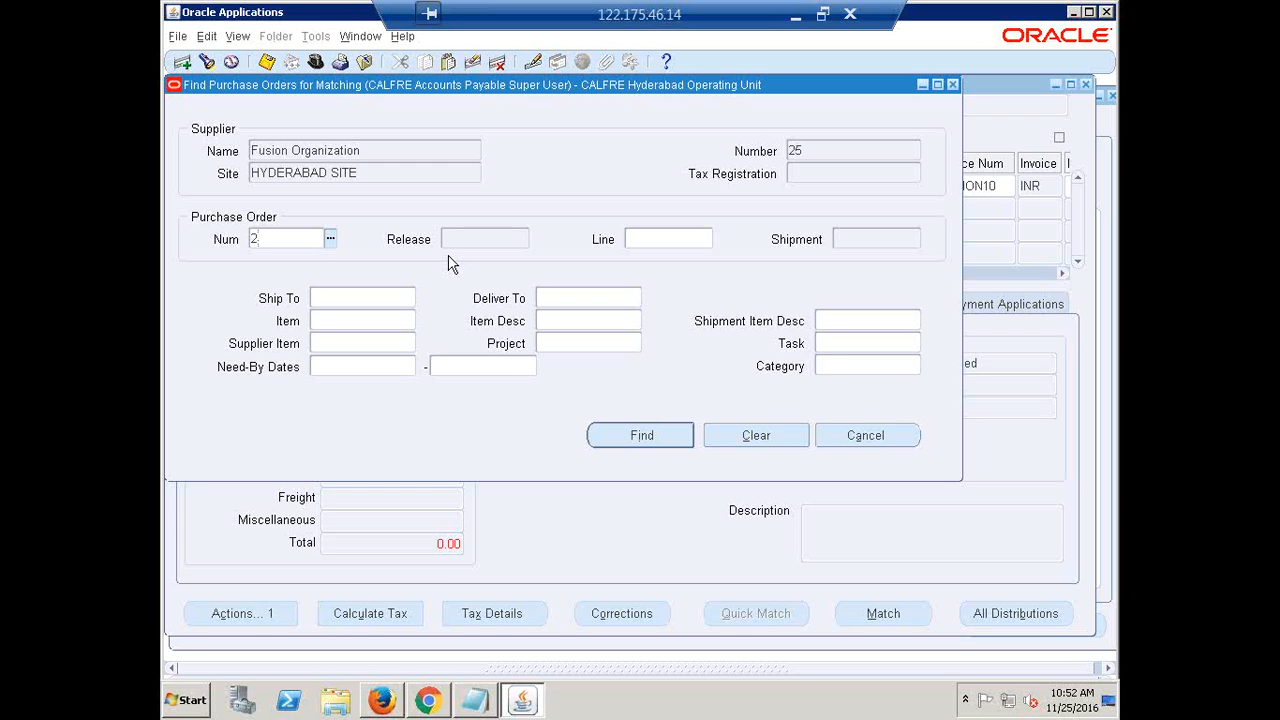 Oracle Applications
122.175.46.14
File Edit View Folder Tools Window Help
ORACLE
Find Purchase Orders for Matching (CALFRE Accounts Payable Super User) - CALFRE Hyderabad Operating Unit
Supplier
Name Fusion Organization Number 25
Site HYDERABAD SITE Tax Registration
Purchase Order
Num 2 Release Line Shipment
Ship To Deliver To
Item Item Desc Shipment Item Desc
Supplier Item Project Task
Need-By Dates - Category
Find Clear Cancel
ce Num Invoice
ION10 INR
yment Applications
ed
Freight
Miscellaneous
Total 0.00
Description
Actions... 1 Calculate Tax Tax Details Corrections Quick Match Match All Distributions
Start
10:52 AM
11/25/2016